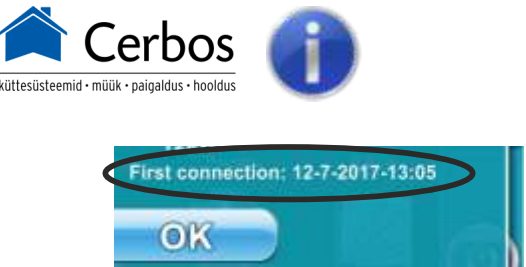 Cerbos
küttesüsteemid • müük • paigaldus • hooldus
i
First connection: 12-7-2017-13:05
OK